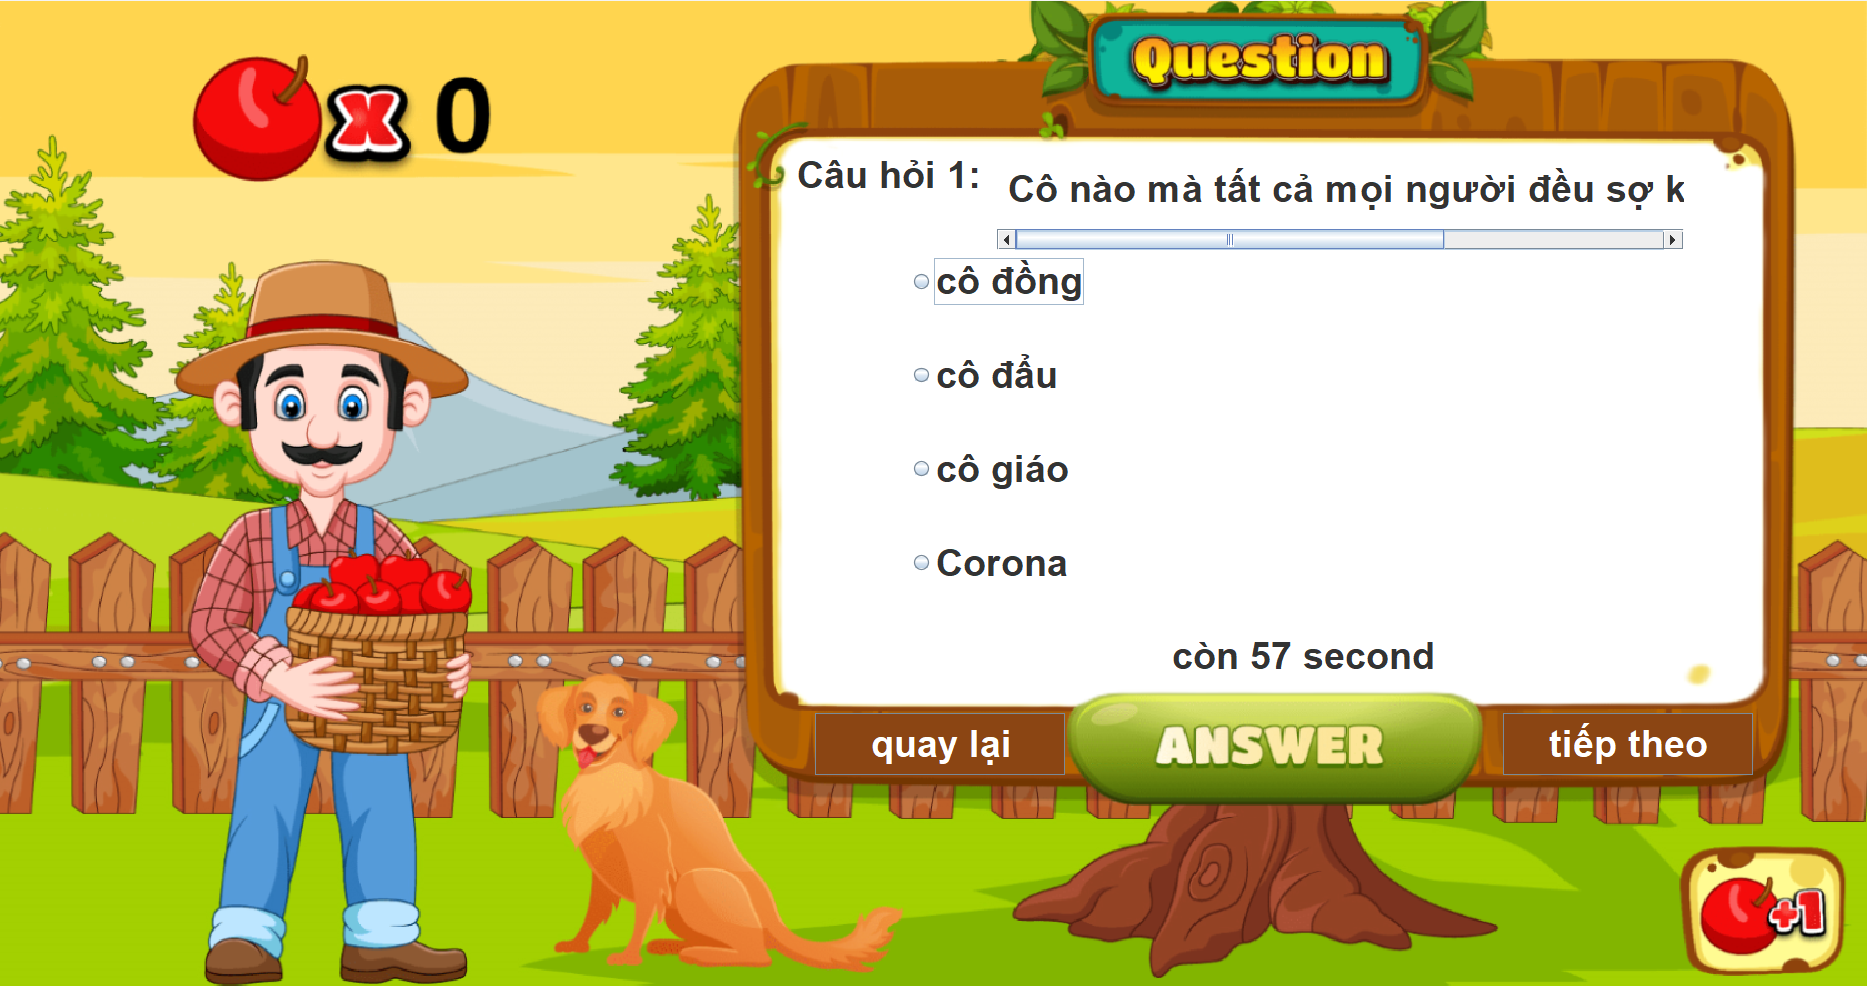 x 0
Question
Câu hỏi 1:
Cô nào mà tất cả mọi người đều sợ k
cô đồng
cô đẩu
cô giáo
Corona
còn 57 second
quay lại
ANSWER
tiếp theo
+1